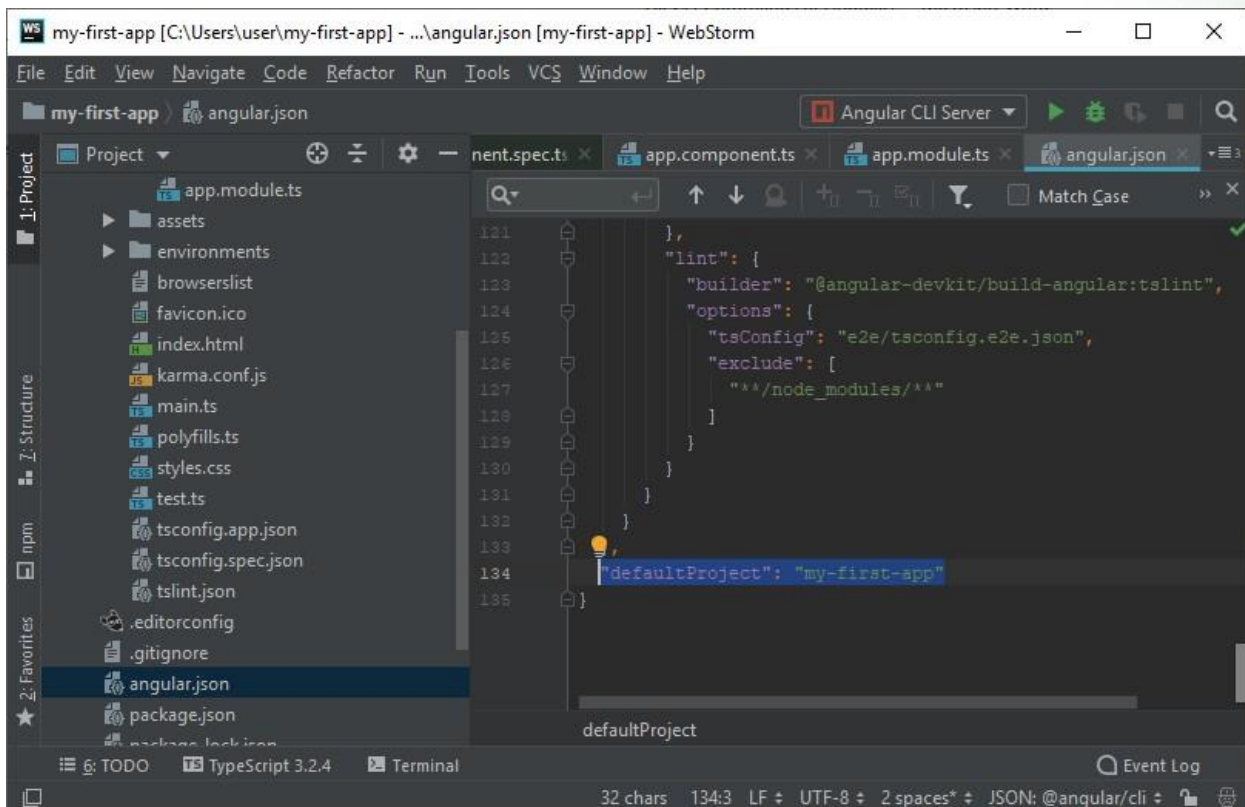 WS my-first-app [C:\Users\user\my-first-app] - ...\angular.json [my-first-app] - WebStorm
File Edit View Navigate Code Refactor Run Tools VCS Window Help
my-first-app angular.json Angular CLI Server
Project nent.spec.ts app.component.ts app.module.ts angular.json 3
Match Case
1: Project
7: Structure
npm
2: Favorites
app.module.ts
assets
environments
browserslist
favicon.ico
index.html
karma.conf.js
main.ts
polyfills.ts
styles.css
test.ts
tsconfig.app.json
tsconfig.spec.json
tslint.json
.editorconfig
.gitignore
angular.json
package.json
package-lock.json
121 },
122 "lint": {
123 "builder": "@angular-devkit/build-angular:tslint",
124 "options": {
125 "tsConfig": "e2e/tsconfig.e2e.json",
126 "exclude": [
127 "**/node_modules/**"
128 ]
129 }
130 }
131 }
132 }
133 ,
134 "defaultProject": "my-first-app"
135 }
defaultProject
6: TODO TypeScript 3.2.4 Terminal Event Log
32 chars 134:3 LF UTF-8 2 spaces* JSON: @angular/cli